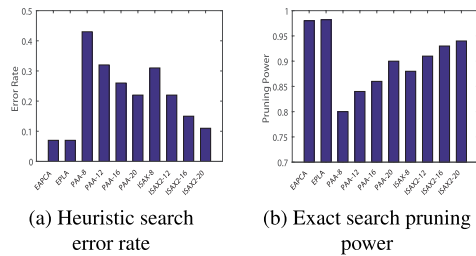 0.5
0.4
0.3
0.2
0.1
0
Error Rate
EAPCA
EPLA
PAA-8
PAA-12
PAA-16
PAA-20
ISAX-8
ISAX2-12
ISAX2-16
ISAX2-20
(a) Heuristic search
error rate
1
0.95
0.9
0.85
0.8
0.75
0.7
Pruning Power
EAPCA
EPLA
PAA-8
PAA-12
PAA-16
PAA-20
ISAX-8
ISAX2-12
ISAX2-16
ISAX2-20
(b) Exact search pruning
power